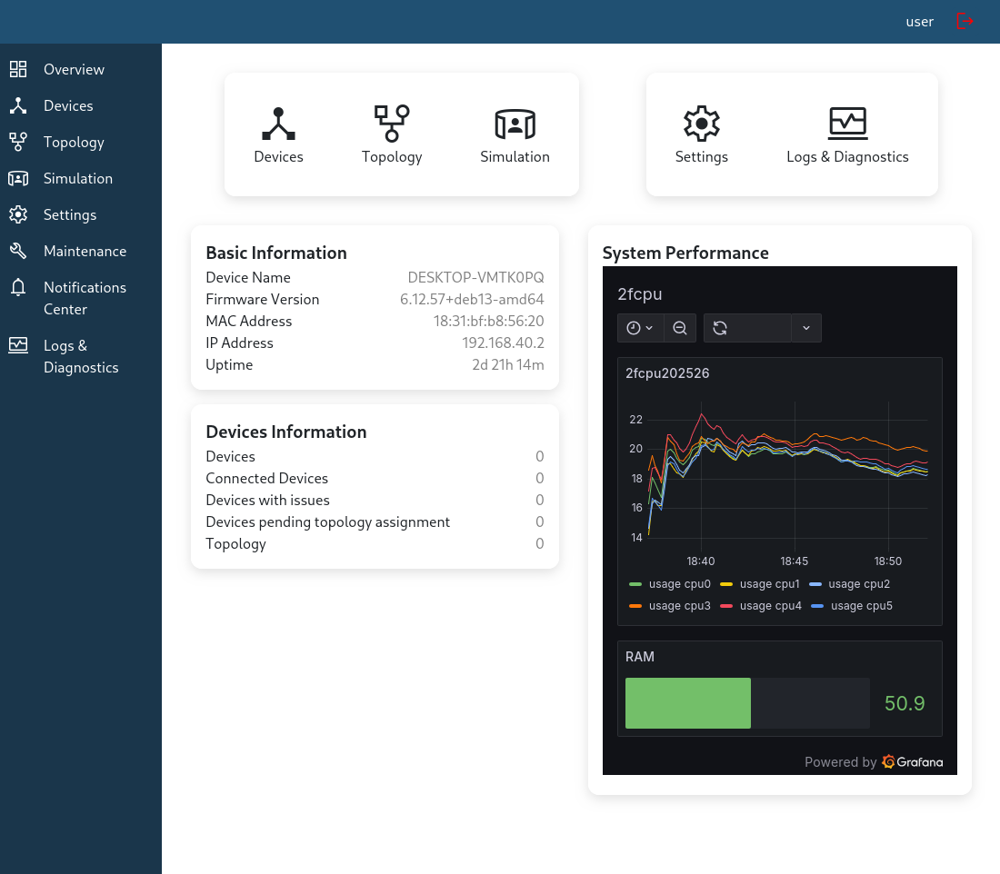 user
Overview
Devices
Topology
Simulation
Settings
Maintenance
Notifications
Center
Logs &
Diagnostics
Devices
Topology
Simulation
Settings
Logs & Diagnostics
Basic Information
Device Name DESKTOP-VMTK0PQ
Firmware Version 6.12.57+deb13-amd64
MAC Address 18:31:bf:b8:56:20
IP Address 192.168.40.2
Uptime 2d 21h 14m
Devices Information
Devices 0
Connected Devices 0
Devices with issues 0
Devices pending topology assignment 0
Topology 0
System Performance
2fcpu
2fcpu202526
22
20
18
16
14
18:40 18:45 18:50
usage cpu0 usage cpu1 usage cpu2
usage cpu3 usage cpu4 usage cpu5
RAM
50.9
Powered by Grafana